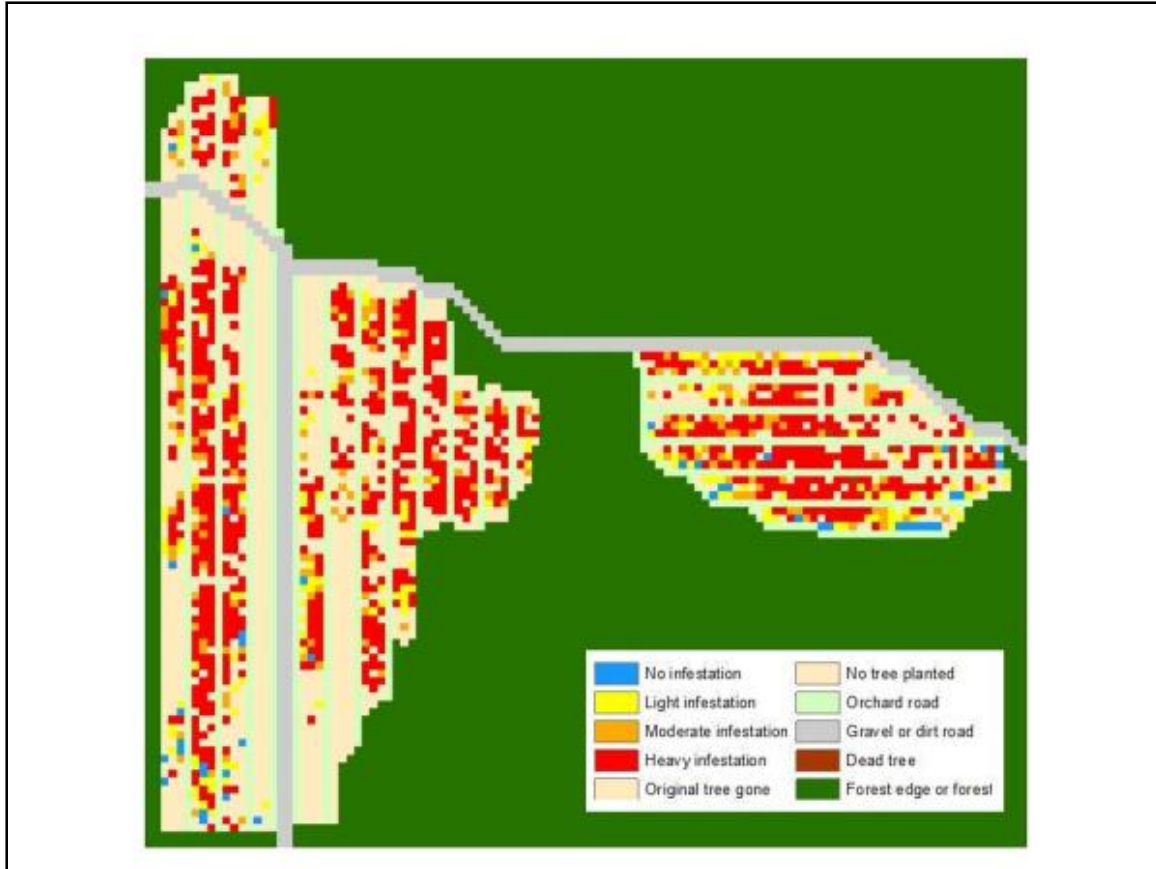 No infestation
Light infestation
Moderate infestation
Heavy infestation
Original tree gone
No tree planted
Orchard road
Gravel or dirt road
Dead tree
Forest edge or forest